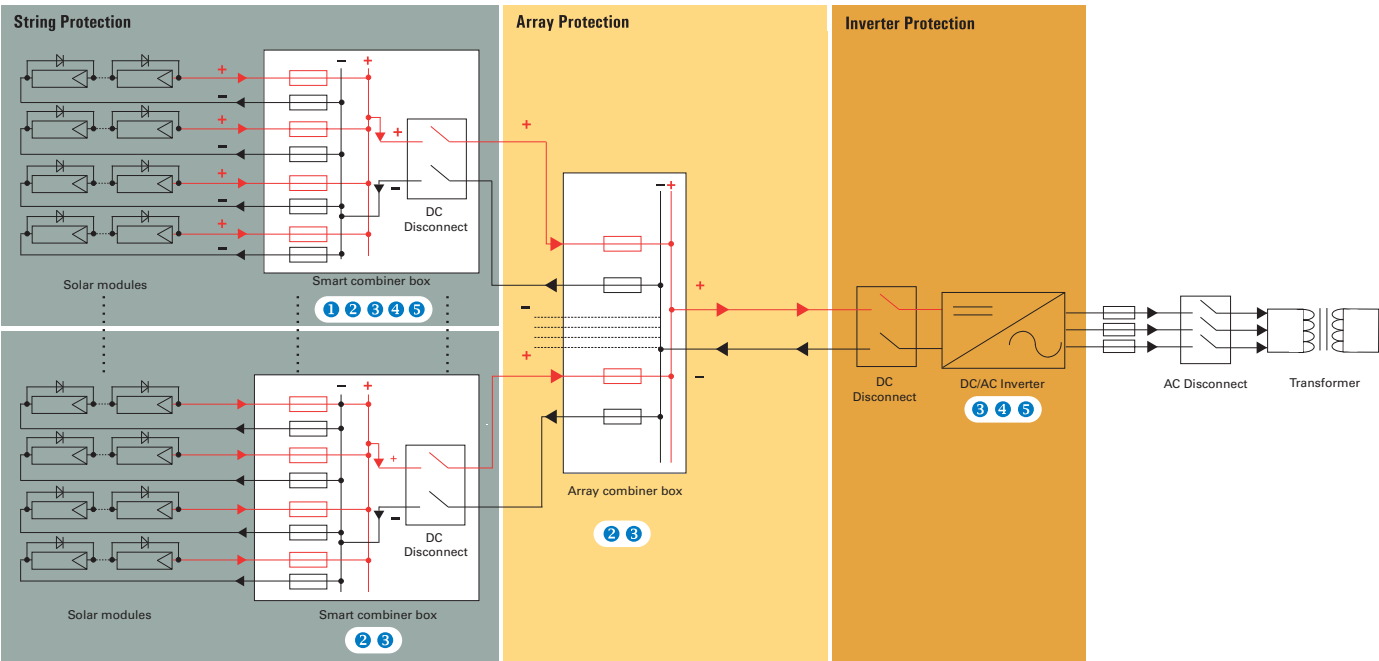 String Protection
Array Protection
Inverter Protection
+
−
+
−
+
−
+
−
− +
+
−
DC
Disconnect
Solar modules
Smart combiner box
1 2 3 4 5
+
−
− +
+
+
−
− +
+
−
DC
Disconnect
Solar modules
Smart combiner box
2 3
Array combiner box
2 3
DC
Disconnect
DC/AC Inverter
3 4 5
AC Disconnect
Transformer